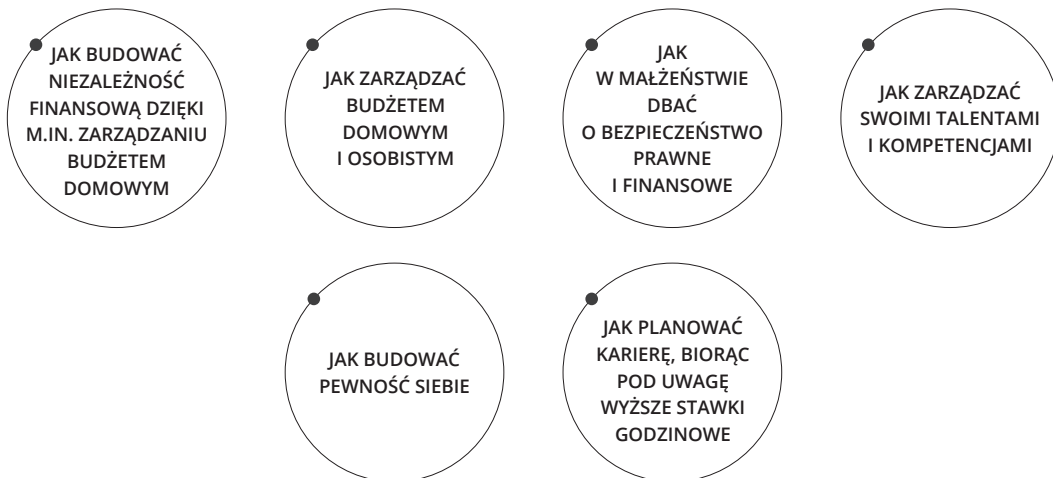 JAK BUDOWAĆ
NIEZALEŻNOŚĆ
FINANSOWĄ DZIĘKI
M.IN. ZARZĄDZANIU
BUDŻETEM
DOMOWYM
JAK ZARZĄDZAĆ
BUDŻETEM
DOMOWYM
I OSOBISTYM
JAK
W MAŁŻEŃSTWIE
DBAĆ
O BEZPIECZEŃSTWO
PRAWNE
I FINANSOWE
JAK ZARZĄDZAĆ
SWOIMI TALENTAMI
I KOMPETENCJAMI
JAK BUDOWAĆ
PEWNOŚĆ SIEBIE
JAK PLANOWAĆ
KARIERĘ, BIORĄC
POD UWAGĘ
WYŻSZE STAWKI
GODZINOWE